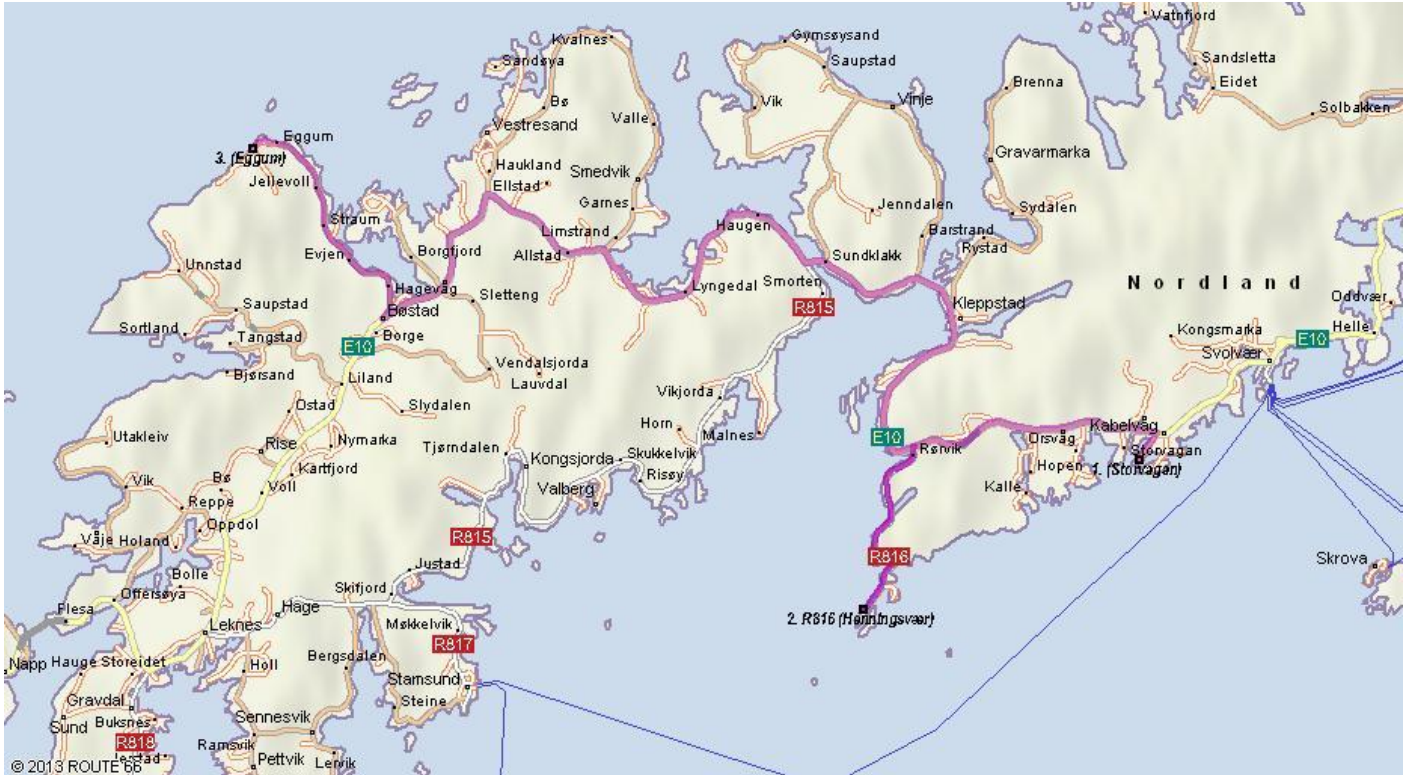 Vatnfjord
Kvalnes
Gymsøysand
Sandøya
Saupstad
Sandsletta
Eidet
Brenna
Solbakken
Bø
Vik
Vinje
Valle
Vestresand
Eggum
3. (Eggum)
Gravarmarka
Haukland
Smedvik
Jellevoll
Ellstad
Garnes
Jenndalen
Sydalen
Straum
Haugen
Limstrand
Barstrand
Rystad
Evjen
Borgfjord
Allstad
Sundklakk
Unnstad
Hagevåg
Sletteng
Lyngedal
Smorten
Nordland
R815
Kleppstad
Oddvær
Saupstad
Bøstad
Sortland
Borge
Kongsmarka
Helle
Tangstad
E10
E10
Svolvær
Bjørsand
Vendalsjorda
Lauvdal
Liland
Vikjorda
Ostad
Slydalen
Horn
Malnes
Kabelvåg
Orsvåg
E10
Utakleiv
Rise
Nymarka
Tjørndalen
Skukkelvik
Rørvik
Storvagan
1. (Storvagan)
Kongsjorda
Hopen
Kartfjord
Risøy
Vik
Bø
Voll
Valberg
Kalle
Reppe
Oppdol
R815
Våje
Holand
R816
Skrova
Bolle
Justad
Offersøya
Skifjord
Flesa
Hage
2. R816 (Henningsvær)
Leknes
Møkkelvik
R817
Napp
Hauge
Storeidet
Holl
Bergsdalen
Stamsund
Gravdal
Steine
Sund
Buksnes
Sennesvik
R818
Ramsvik
Pettvik
Lervik
© 2013 ROUTE 66